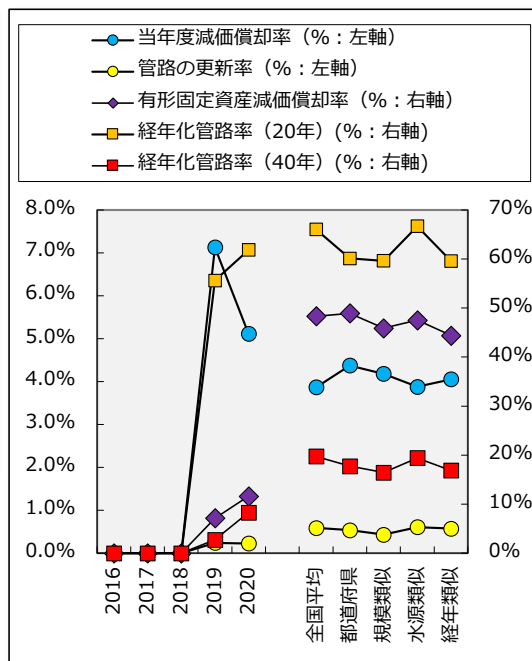 当年度減価償却率（%：左軸）
管路の更新率（%：左軸）
有形固定資産減価償却率（%：右軸）
経年化管路率（20年）(%：右軸)
経年化管路率（40年）(%：右軸)
8.0%
7.0%
6.0%
5.0%
4.0%
3.0%
2.0%
1.0%
0.0%
70%
60%
50%
40%
30%
20%
10%
0%
2016
2017
2018
2019
2020
全国平均
都道府県
規模類似
水源類似
経年類似